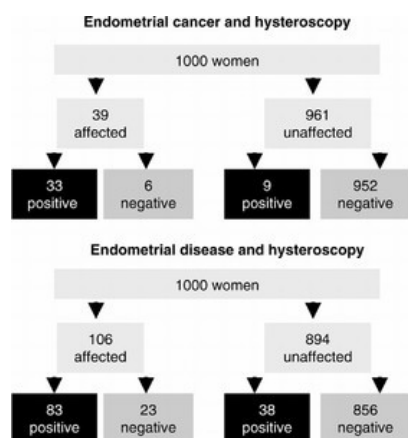 Endometrial cancer and hysteroscopy
1000 women
39 961
affected unaffected
33 6 9 952
positive negative positive negative
Endometrial disease and hysteroscopy
1000 women
106 894
affected unaffected
83 23 38 856
positive negative positive negative